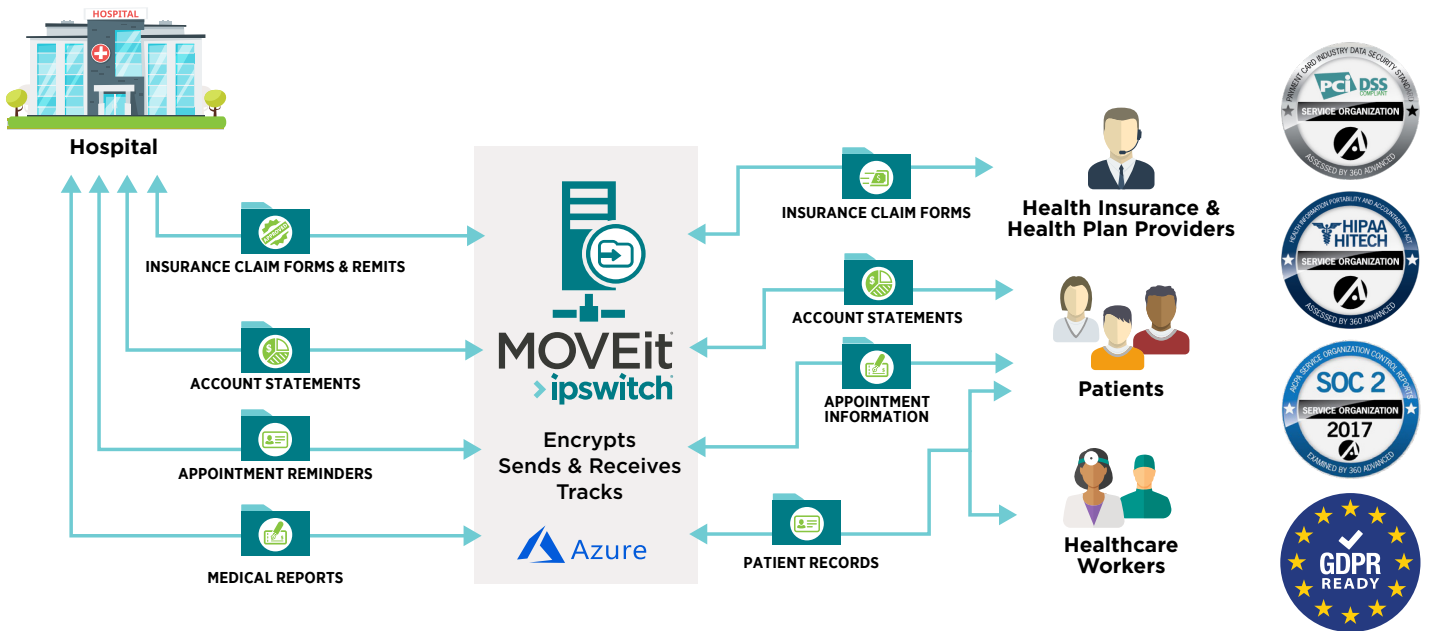 HOSPITAL
Hospital
INSURANCE CLAIM FORMS & REMITS
APPROVED
ACCOUNT STATEMENTS
$
APPOINTMENT REMINDERS
MEDICAL REPORTS
MOVEit
ipswitch
Encrypts
Sends & Receives
Tracks
Azure
INSURANCE CLAIM FORMS
$
ACCOUNT STATEMENTS
$
APPOINTMENT
INFORMATION
PATIENT RECORDS
Health Insurance &
Health Plan Providers
Patients
Healthcare
Workers
PAYMENT CARD INDUSTRY DATA SECURITY STANDARD
PCI DSS
COMPLIANT
SERVICE ORGANIZATION
ASSESSED BY 360 ADVANCED
HEALTH INFORMATION PORTABILITY AND ACCOUNTABILITY ACT
HIPAA
HITECH
SERVICE ORGANIZATION
ASSESSED BY 360 ADVANCED
AICPA SERVICE ORGANIZATION CONTROL REPORTS
SOC 2
SERVICE ORGANIZATION
2017
EXAMINED BY 360 ADVANCED
GDPR
READY